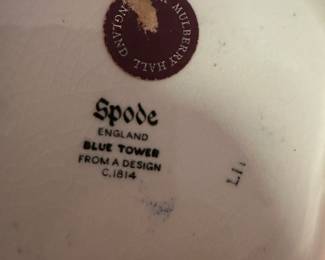 MULBERRY HALL
ENGLAND
Spode
ENGLAND
BLUE TOWER
FROM A DESIGN
C.1814